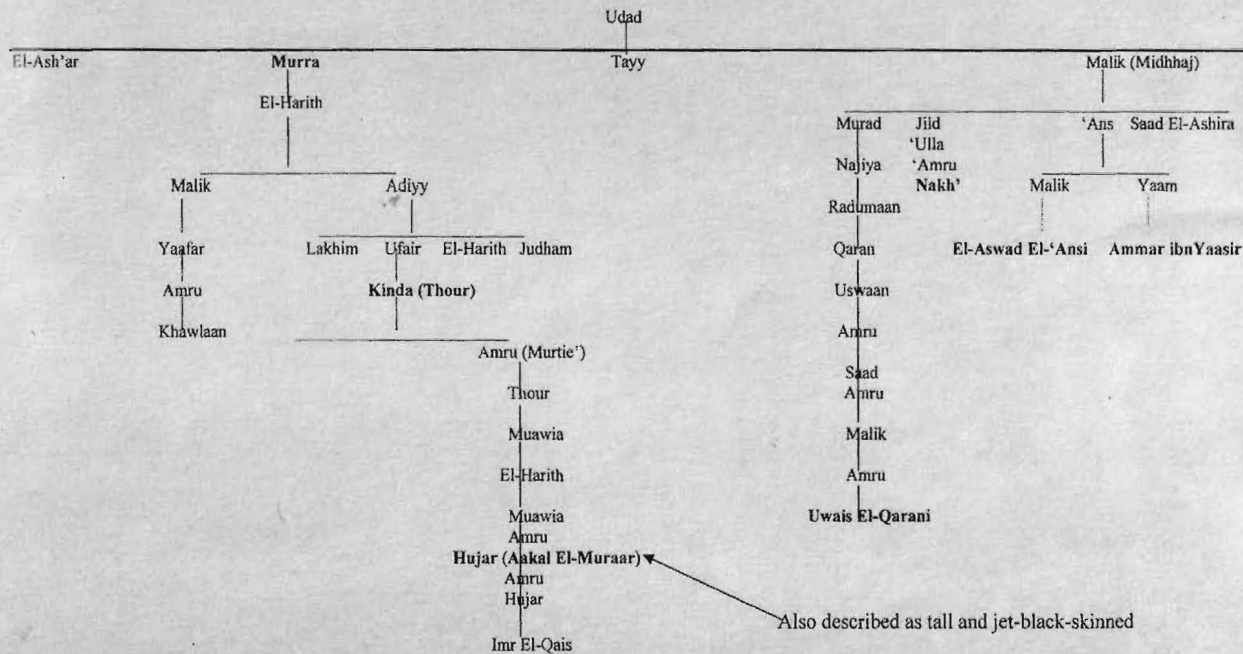 Udad
El-Ash'ar Murra Tayy Malik (Midhhaj)
El-Harith
Murad Jild 'Ans Saad El-Ashira
'Ulla
Najiya 'Amru
Malik Adiyy Nakh' Malik Yaam
Radumaan
Yaafar Lakhim Ufair El-Harith Judham Qaran El-Aswad El-'Ansi Ammar ibnYaasir
Amru Kinda (Thour) Uswaan
Khawlaan Amru
Amru (Murtie')
Saad
Thour Amru
Muawia Malik
El-Harith Amru
Muawia Uwais El-Qarani
Amru
Hujar (Aakal El-Muraar)
Amru
Hujar
Also described as tall and jet-black-skinned
Imr El-Qais